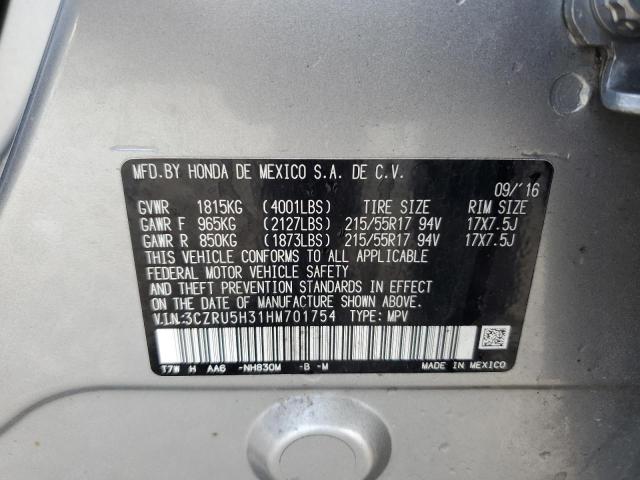 MFD.BY HONDA DE MEXICO S.A. DE C.V.
09/'16
GVWR 1815KG (4001LBS) TIRE SIZE RIM SIZE
GAWR F 965KG (2127LBS) 215/55R17 94V 17X7.5J
GAWR R 850KG (1873LBS) 215/55R17 94V 17X7.5J
THIS VEHICLE CONFORMS TO ALL APPLICABLE
FEDERAL MOTOR VEHICLE SAFETY
AND THEFT PREVENTION STANDARDS IN EFFECT
ON THE DATE OF MANUFACTURE SHOWN ABOVE.
V.I.N:3CZRU5H31HM701754 TYPE: MPV
T7W H AA6 -NH830M -B -M MADE IN MEXICO